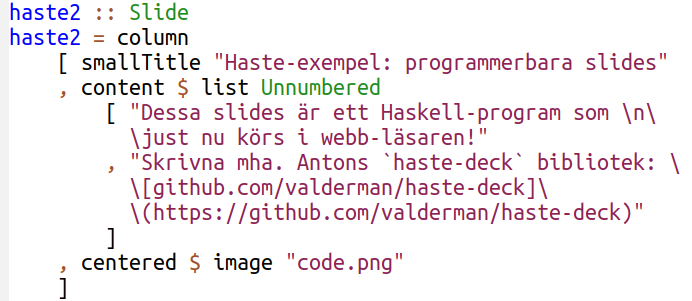 haste2 :: Slide
haste2 = column
    [ smallTitle "Haste-exempel: programmerbara slides"
    , content $ list Unnumbered
        [ "Dessa slides är ett Haskell-program som \n\
          \just nu körs i webb-läsaren!"
        , "Skrivna mha. Antons `haste-deck` bibliotek: \
          \[github.com/valderman/haste-deck]\
          \(https://github.com/valderman/haste-deck)"
        ]
    , centered $ image "code.png"
    ]